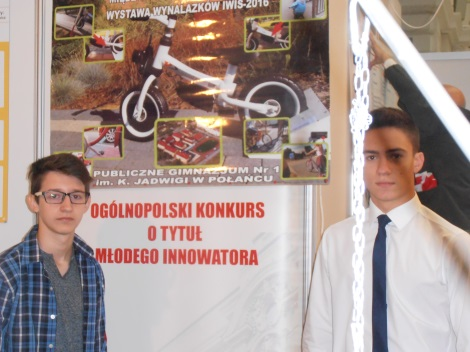 WYSTAWA WYNALAZKÓW IWIS-2016
PUBLICZNE GIMNAZJUM Nr 1
im. K. JADWIGI W POŁAŃCU
OGÓLNOPOLSKI KONKURS
O TYTUŁ
MŁODEGO INNOWATORA